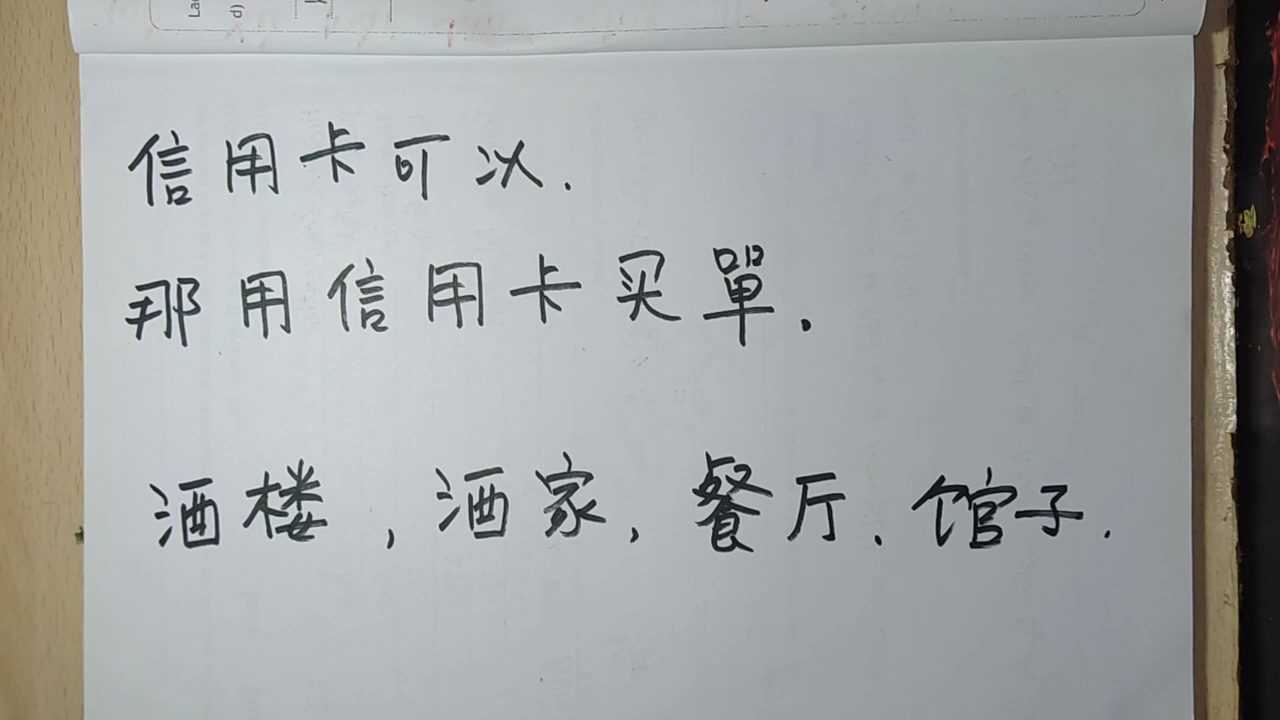 La
d)
信用卡可以.
那用信用卡买單.
酒楼,酒家,餐厅.馆子.